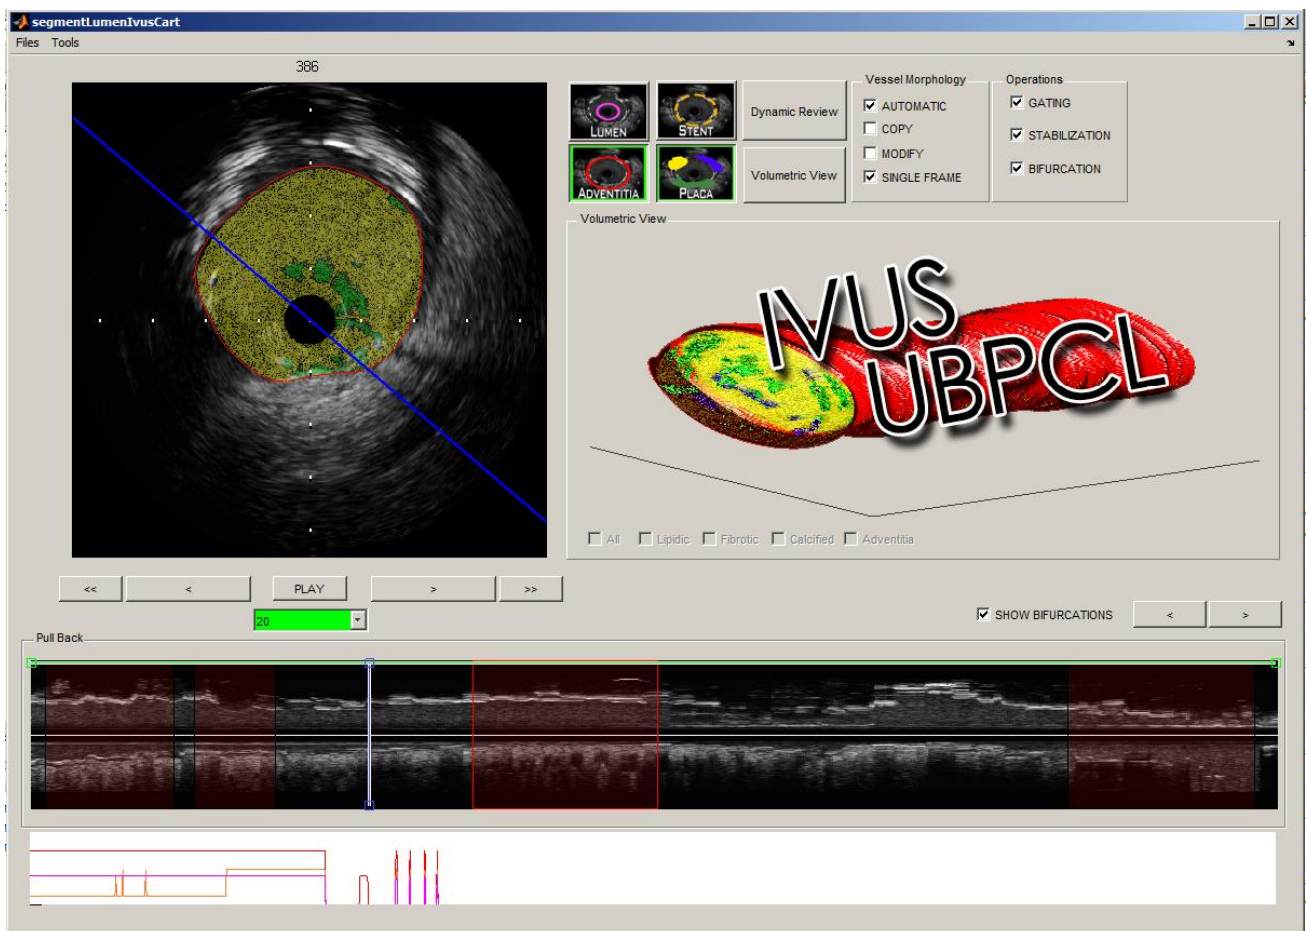 segmentLumenIvusCart
Files Tools
386
LUMEN
STENT
Dynamic Review
ADVENTITIA
PLACA
Volumetric View
Vessel Morphology
AUTOMATIC
COPY
MODIFY
SINGLE FRAME
Operations
GATING
STABILIZATION
BIFURCATION
Volumetric View
IVUS
UBPCL
All Lipidic Fibrotic Calcified Adventitia
<< < PLAY > >>
20
SHOW BIFURCATIONS < >
Pull Back